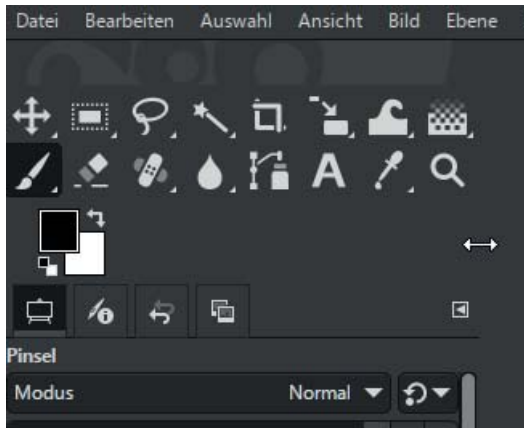 Datei Bearbeiten Auswahl Ansicht Bild Ebene
Pinsel
Modus Normal